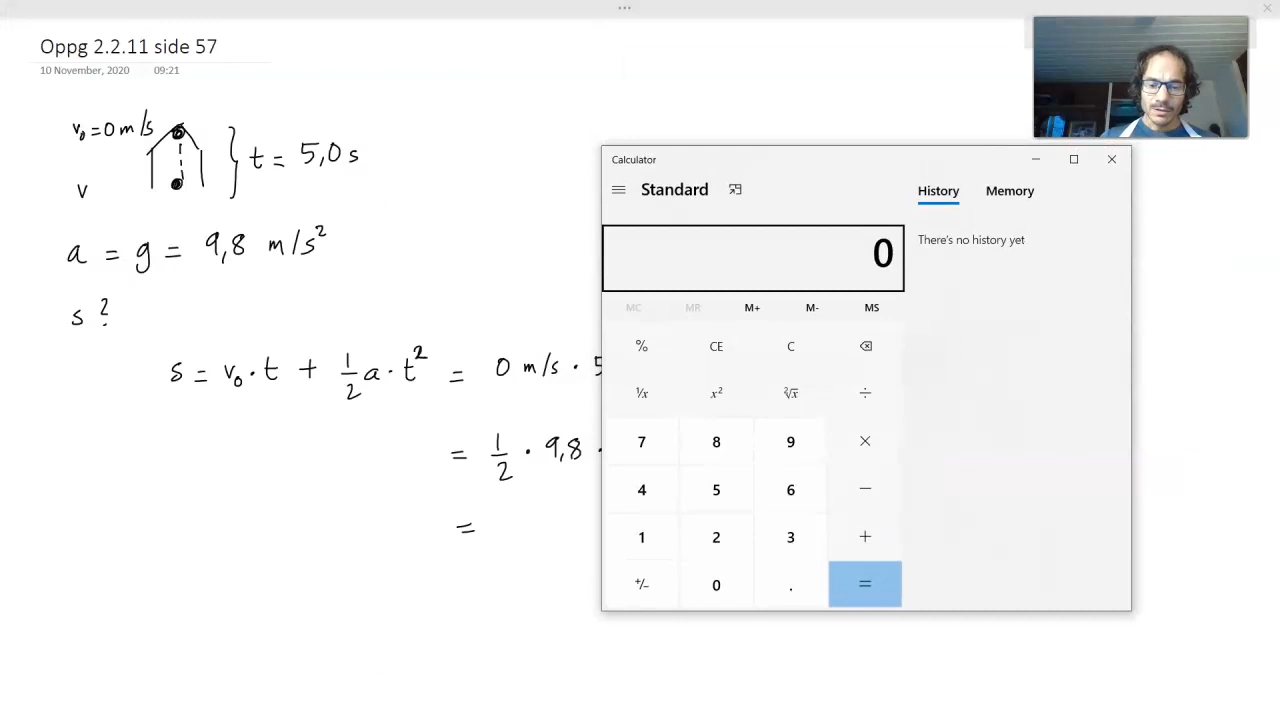 Oppg 2.2.11 side 57
10 November, 2020 09:21
v₀ = 0 m/s
t = 5,0 s
v
a = g = 9,8 m/s²
s ?
s = v₀ · t + 1/2 a · t² = 0 m/s · 5
= 1/2 · 9,8 ·
=
Calculator
Standard
History Memory
0
There's no history yet
MC MR M+ M- MS
% CE C
¹/x x² ²√x ÷
7 8 9 ×
4 5 6 −
1 2 3 +
+/− 0 . =